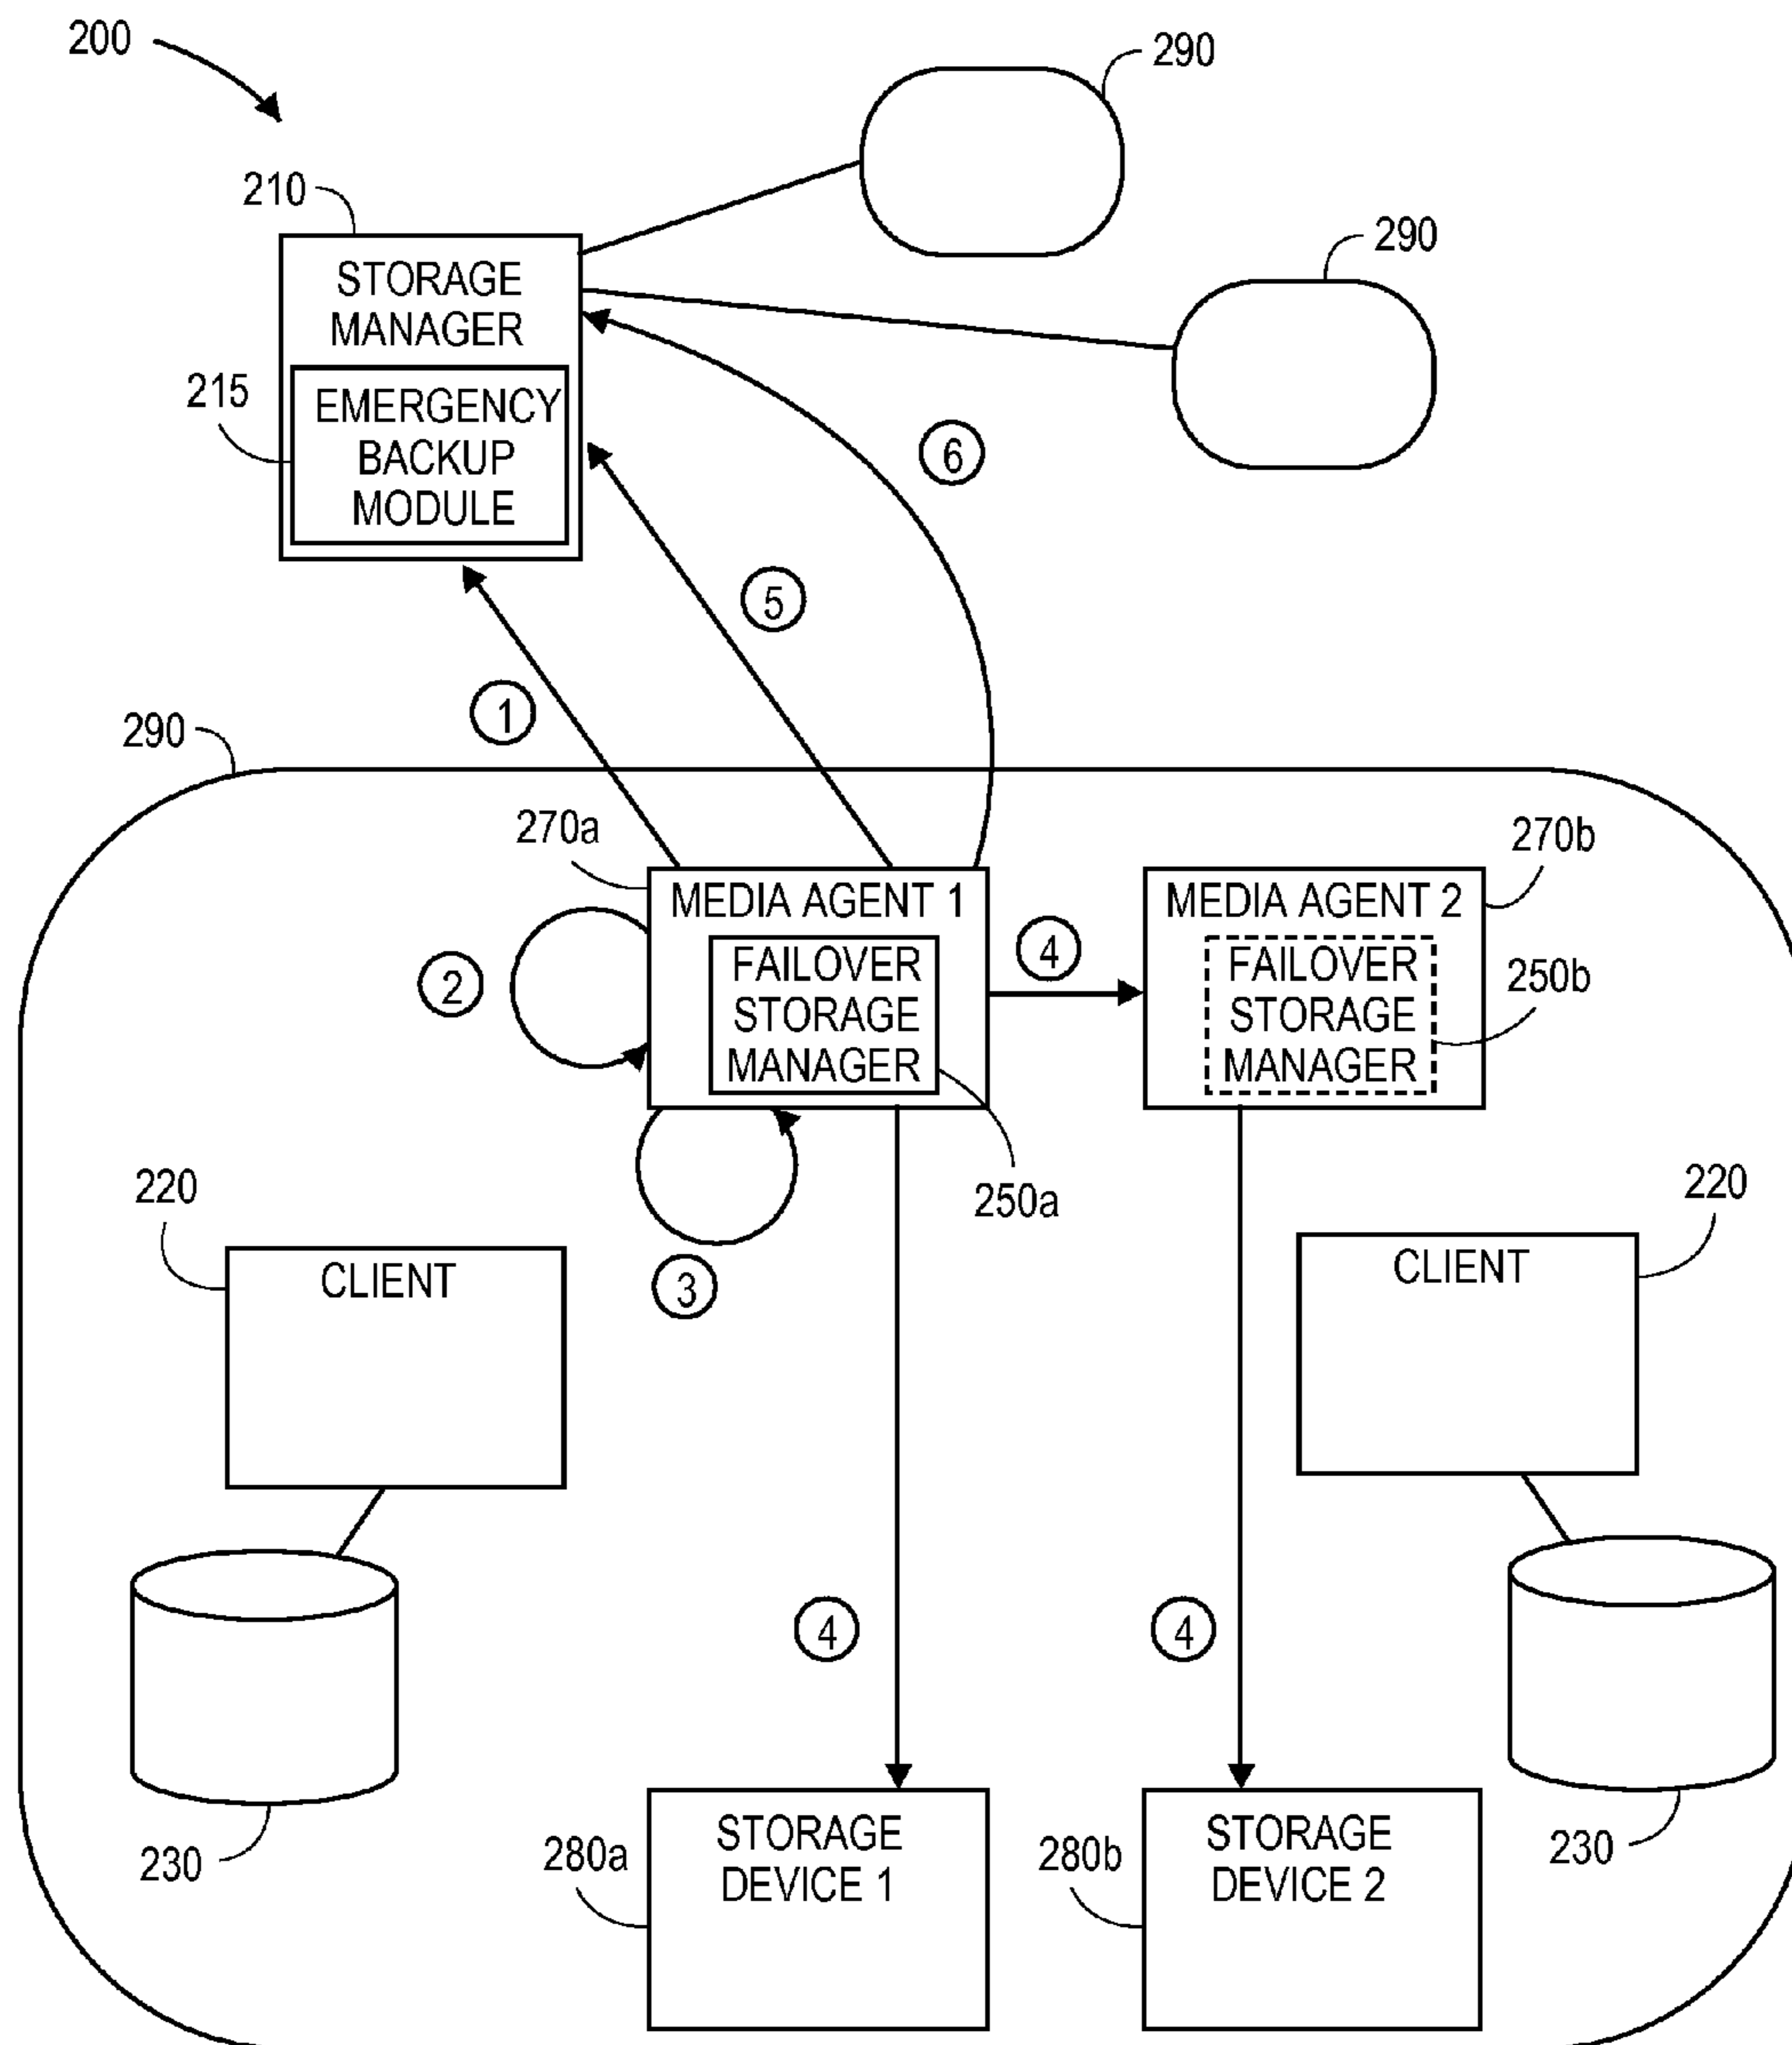 200
290
210
290
STORAGE
MANAGER
215
EMERGENCY
BACKUP
MODULE
6
5
1
290
270a
270b
MEDIA AGENT 1
MEDIA AGENT 2
4
2
FAILOVER
STORAGE
MANAGER
FAILOVER
STORAGE
MANAGER
250b
220
250a
220
CLIENT
3
CLIENT
4
4
230
280a
STORAGE
DEVICE 1
280b
STORAGE
DEVICE 2
230